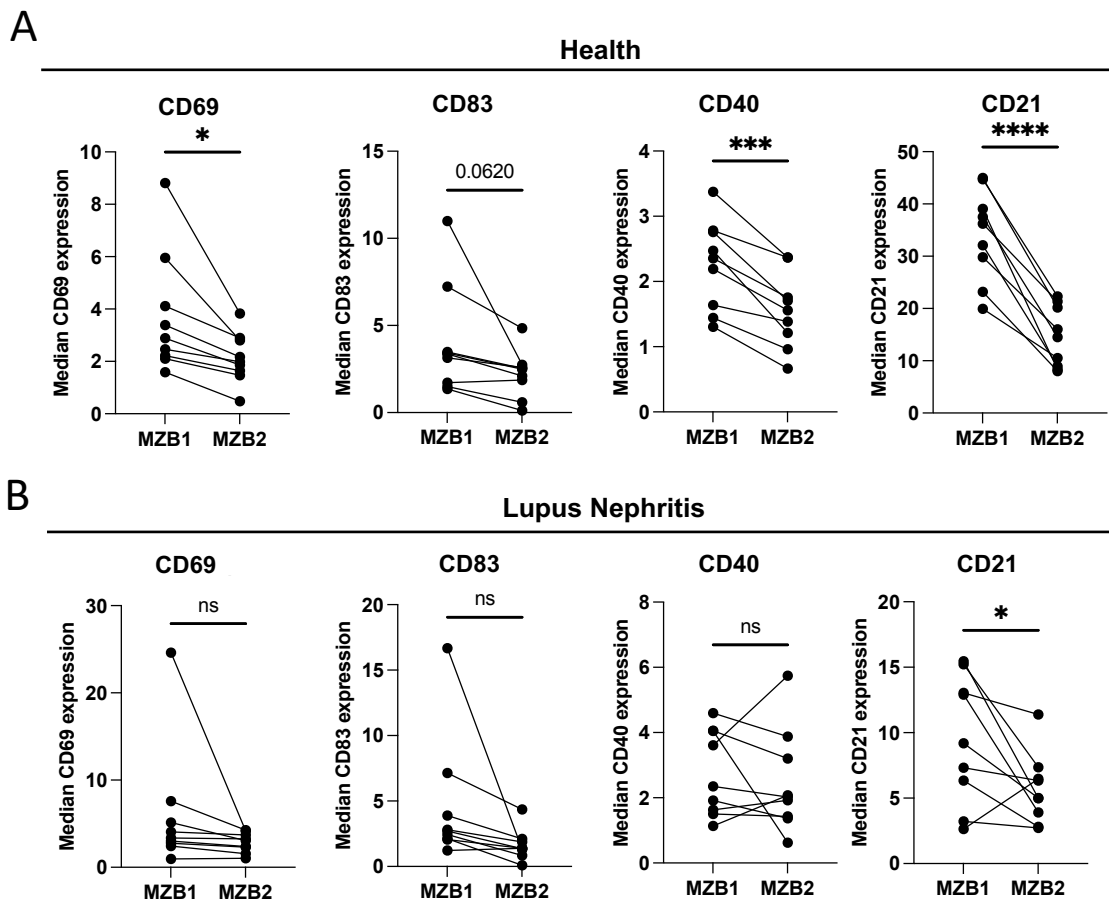 A
Health
CD69 CD83 CD40 CD21
* 0.0620 *** ****
Median CD69 expression
10
8
6
4
2
0
MZB1 MZB2
Median CD83 expression
15
10
5
0
MZB1 MZB2
Median CD40 expression
4
3
2
1
0
MZB1 MZB2
Median CD21 expression
50
40
30
20
10
0
MZB1 MZB2
B
Lupus Nephritis
CD69 CD83 CD40 CD21
ns ns ns *
Median CD69 expression
30
20
10
0
MZB1 MZB2
Median CD83 expression
20
15
10
5
0
MZB1 MZB2
Median CD40 expression
8
6
4
2
0
MZB1 MZB2
Median CD21 expression
20
15
10
5
0
MZB1 MZB2